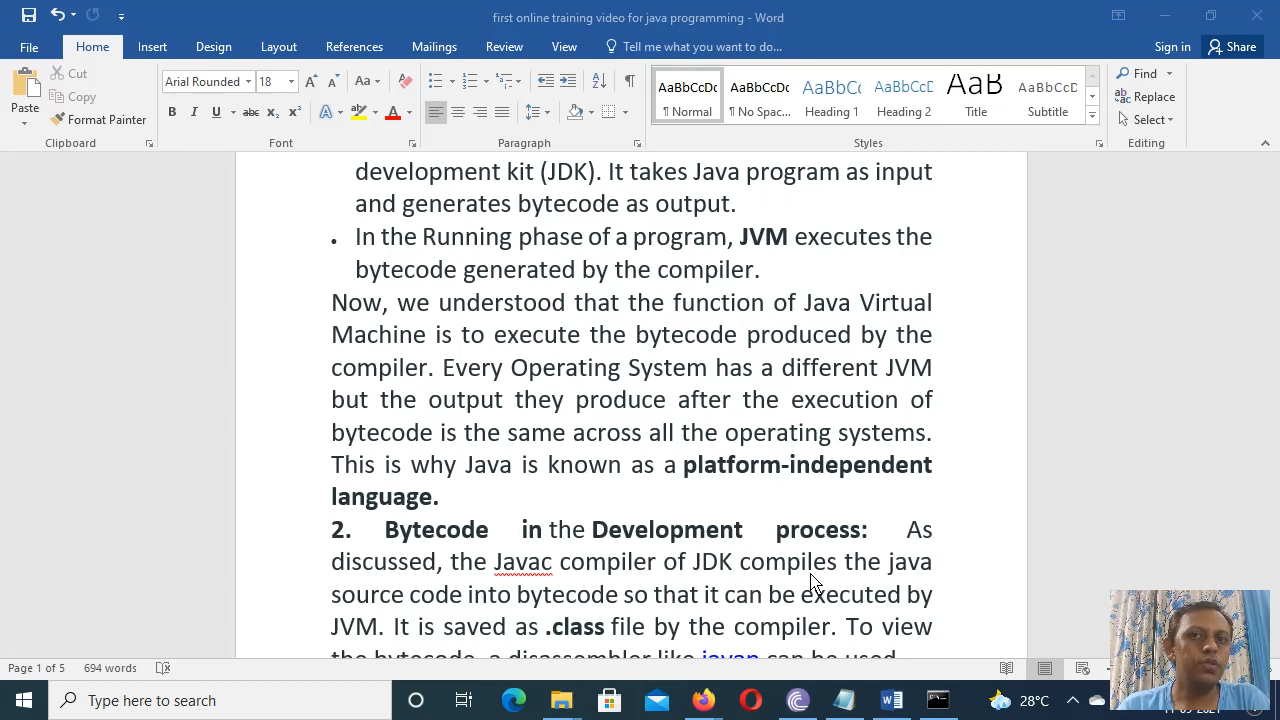 first online training video for java programming - Word
File Home Insert Design Layout References Mailings Review View Tell me what you want to do... Sign in Share
Paste Cut Copy Format Painter
Arial Rounded 18
AaBbCcDc AaBbCcDc AaBbCc AaBbCcD AaB AaBbCcD
¶ Normal ¶ No Spac... Heading 1 Heading 2 Title Subtitle
Find Replace Select
Clipboard Font Paragraph Styles Editing
development kit (JDK). It takes Java program as input
and generates bytecode as output.
• In the Running phase of a program, JVM executes the
bytecode generated by the compiler.
Now, we understood that the function of Java Virtual
Machine is to execute the bytecode produced by the
compiler. Every Operating System has a different JVM
but the output they produce after the execution of
bytecode is the same across all the operating systems.
This is why Java is known as a platform-independent
language.
2. Bytecode in the Development process: As
discussed, the Javac compiler of JDK compiles the java
source code into bytecode so that it can be executed by
JVM. It is saved as .class file by the compiler. To view
the bytecode, a disassembler like javap can be used.
Page 1 of 5 694 words
Type here to search
28°C